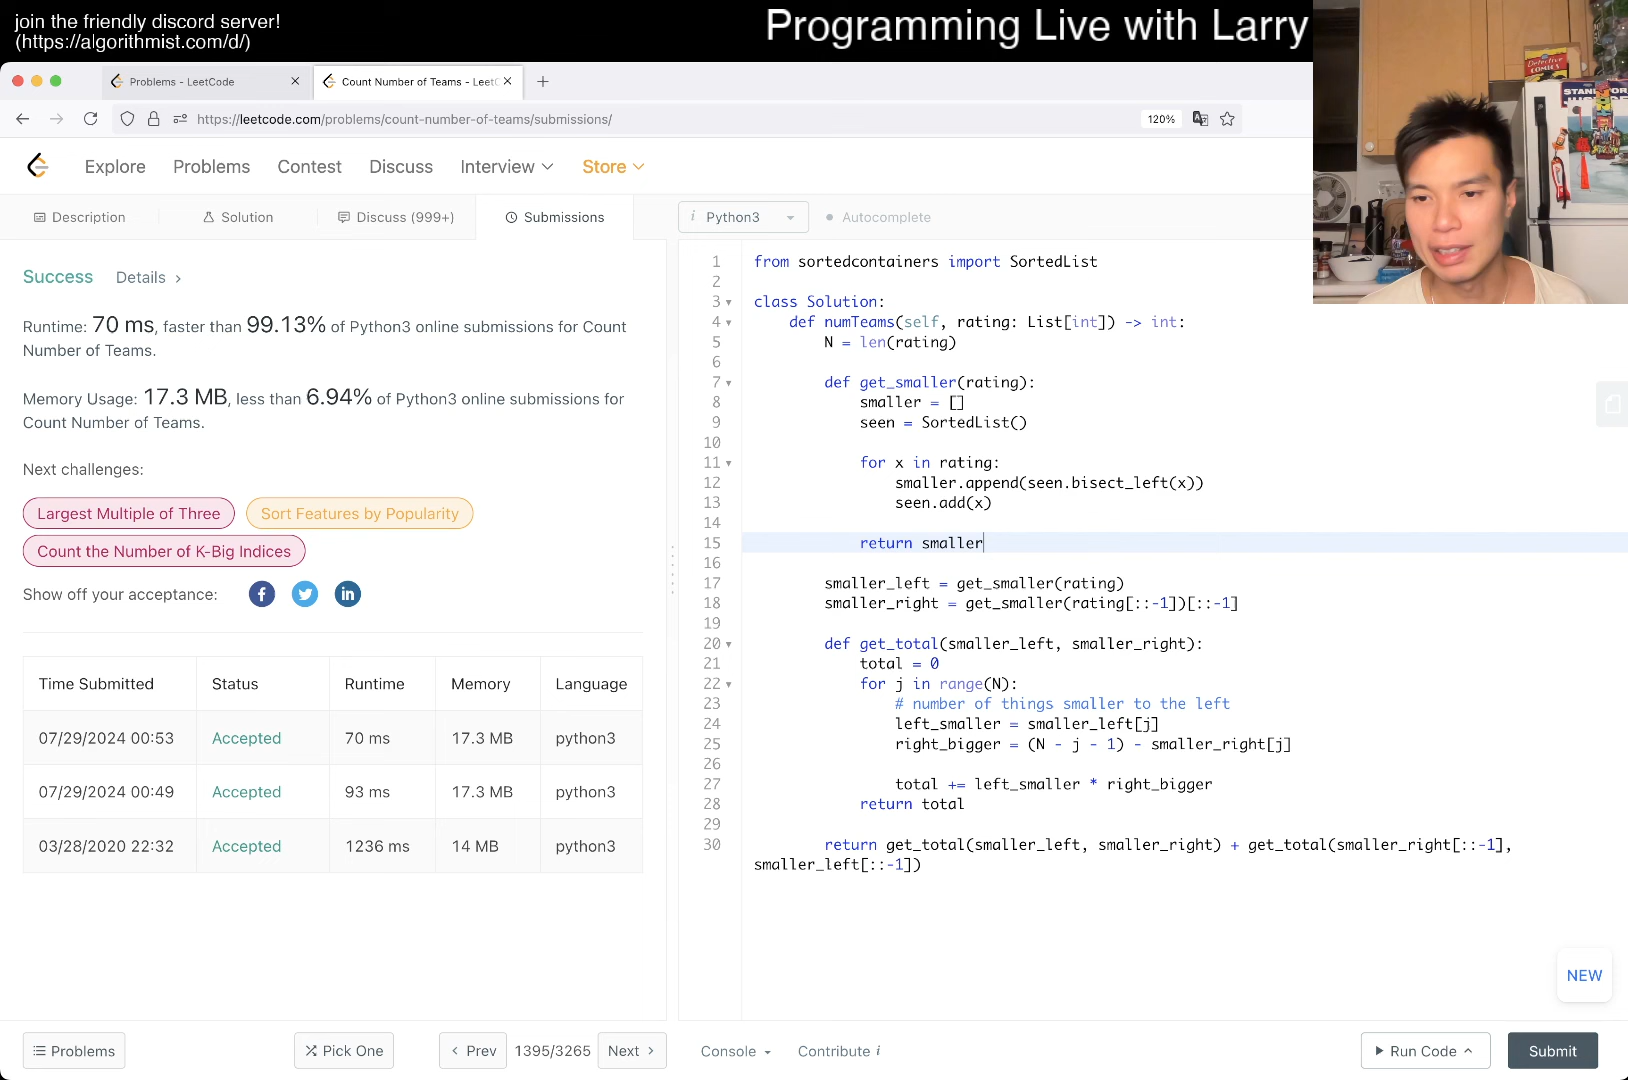 join the friendly discord server!
(https://algorithmist.com/d/)
Programming Live with Larry
Problems - LeetCode
Count Number of Teams - LeetC
https://leetcode.com/problems/count-number-of-teams/submissions/
120%
Explore
Problems
Contest
Discuss
Interview
Store
Description
Solution
Discuss (999+)
Submissions
i Python3
Autocomplete
Success
Details
Runtime: 70 ms, faster than 99.13% of Python3 online submissions for Count
Number of Teams.
Memory Usage: 17.3 MB, less than 6.94% of Python3 online submissions for
Count Number of Teams.
Next challenges:
Largest Multiple of Three
Sort Features by Popularity
Count the Number of K-Big Indices
Show off your acceptance:
Time Submitted Status Runtime Memory Language
07/29/2024 00:53 Accepted 70 ms 17.3 MB python3
07/29/2024 00:49 Accepted 93 ms 17.3 MB python3
03/28/2020 22:32 Accepted 1236 ms 14 MB python3
1 from sortedcontainers import SortedList
2
3 class Solution:
4 def numTeams(self, rating: List[int]) -> int:
5 N = len(rating)
6
7 def get_smaller(rating):
8 smaller = []
9 seen = SortedList()
10
11 for x in rating:
12 smaller.append(seen.bisect_left(x))
13 seen.add(x)
14
15 return smaller
16
17 smaller_left = get_smaller(rating)
18 smaller_right = get_smaller(rating[::-1])[::-1]
19
20 def get_total(smaller_left, smaller_right):
21 total = 0
22 for j in range(N):
23 # number of things smaller to the left
24 left_smaller = smaller_left[j]
25 right_bigger = (N - j - 1) - smaller_right[j]
26
27 total += left_smaller * right_bigger
28 return total
29
30 return get_total(smaller_left, smaller_right) + get_total(smaller_right[::-1],
smaller_left[::-1])
NEW
Problems
Pick One
Prev
1395/3265
Next
Console
Contribute i
Run Code
Submit
Detective
COMICS